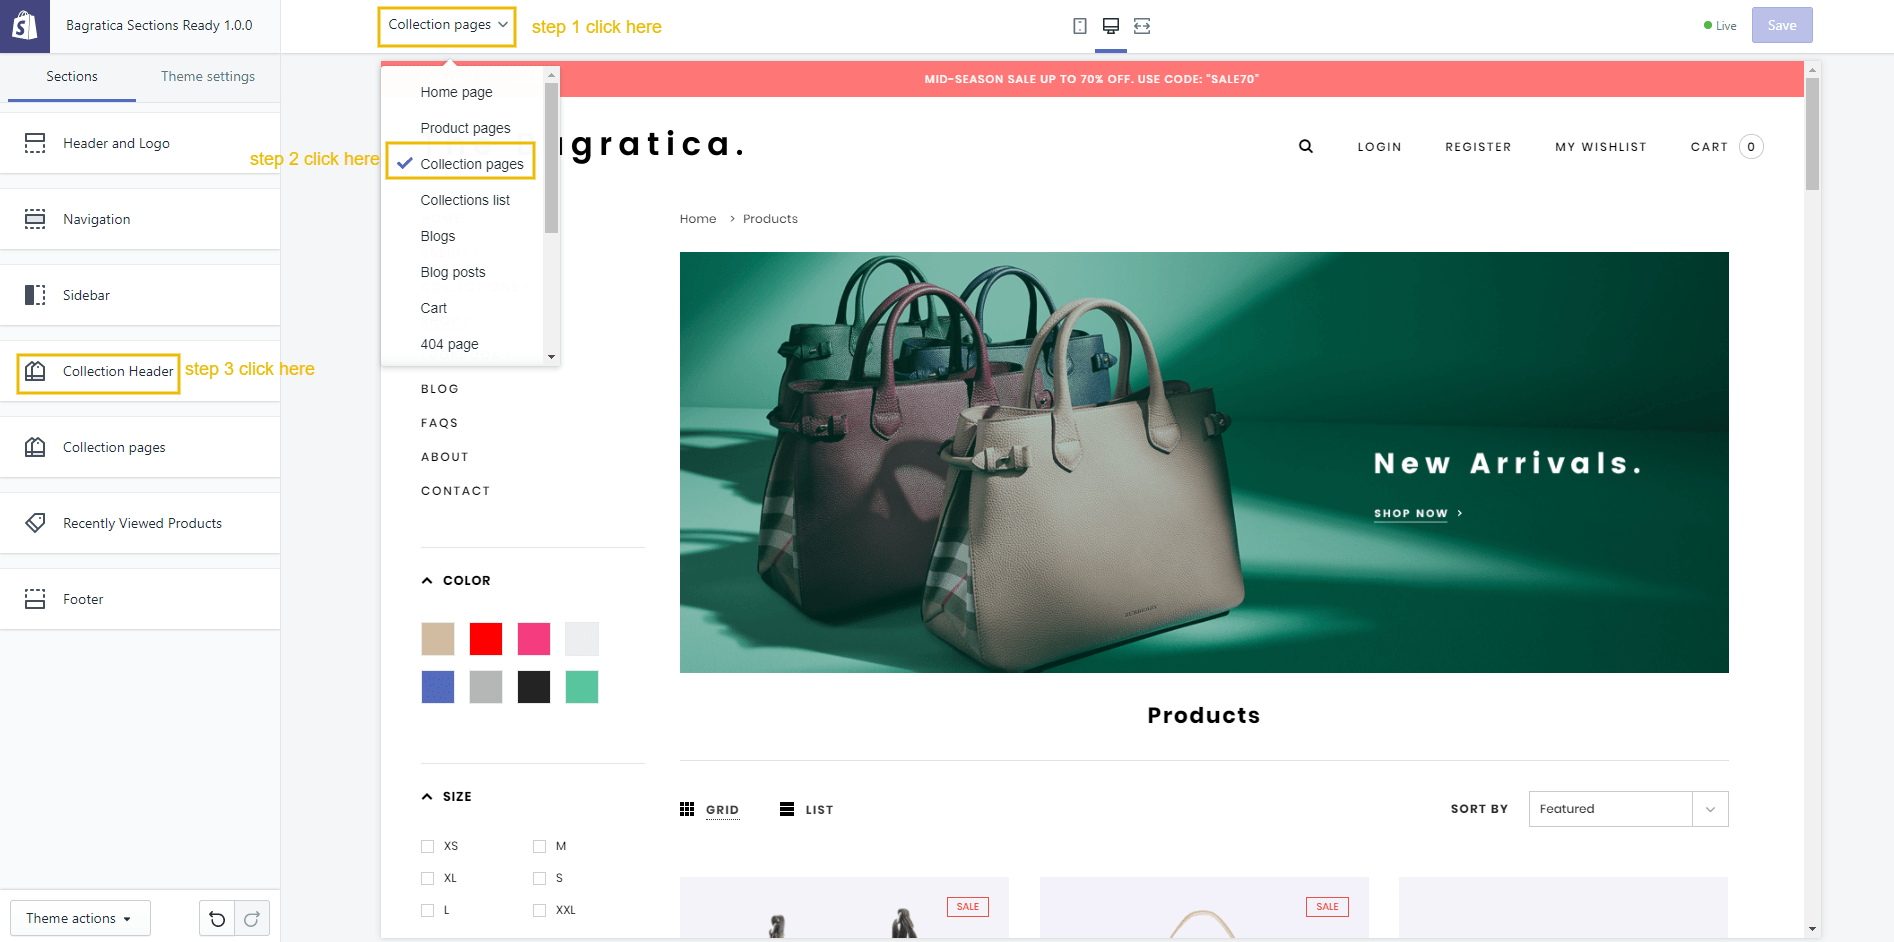 Bagratica Sections Ready 1.0.0
Collection pages
step 1 click here
Live
Save
Sections
Theme settings
Header and Logo
Navigation
Sidebar
Collection Header
step 3 click here
Collection pages
Recently Viewed Products
Footer
Theme actions
step 2 click here
Home page
Product pages
Collection pages
Collections list
Blogs
Blog posts
Cart
404 page
MID-SEASON SALE UP TO 70% OFF. USE CODE: "SALE70"
gratica.
LOGIN
REGISTER
MY WISHLIST
CART 0
Home > Products
BLOG
FAQS
ABOUT
CONTACT
COLOR
SIZE
XS
M
XL
S
L
XXL
New Arrivals.
SHOP NOW >
BURBERRY
Products
GRID
LIST
SORT BY
Featured
SALE
SALE